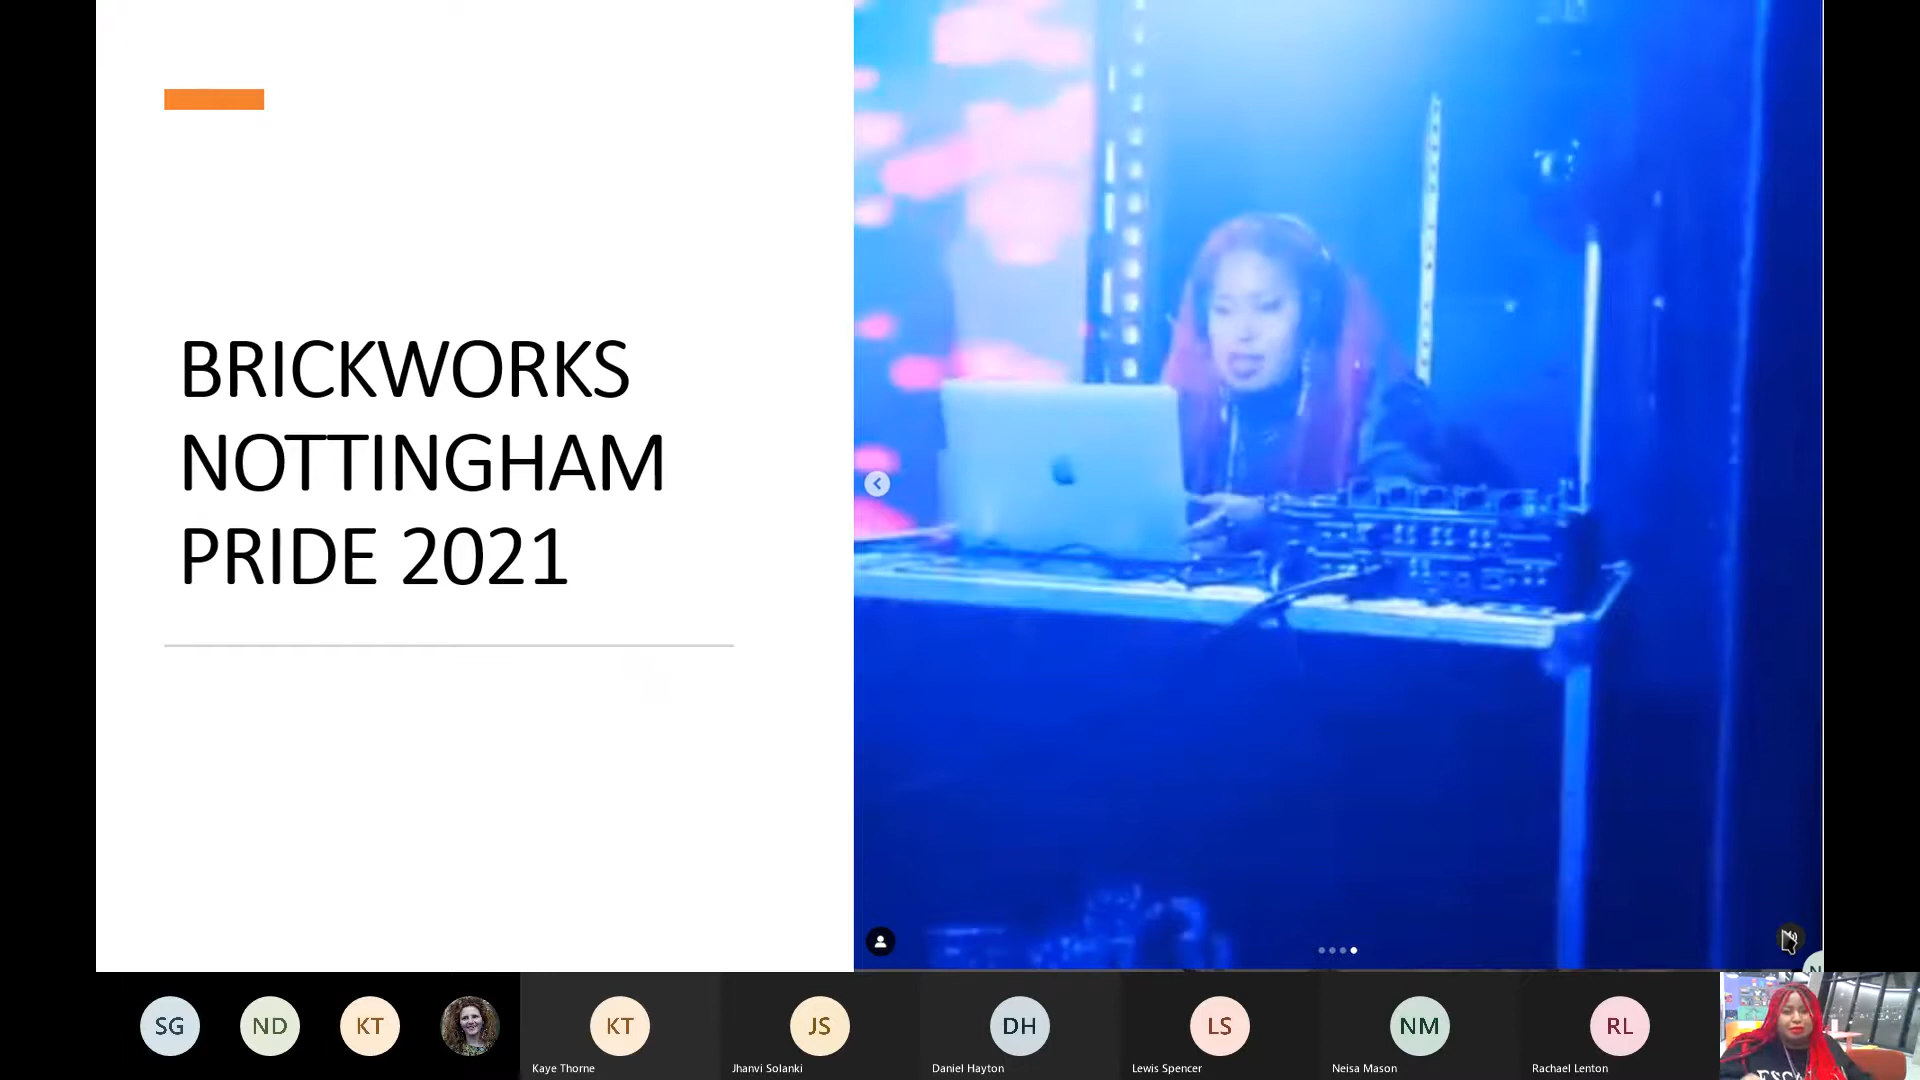 BRICKWORKS
NOTTINGHAM
PRIDE 2021
SG
ND
KT
KT
Kaye Thorne
JS
Jhanvi Solanki
DH
Daniel Hayton
LS
Lewis Spencer
NM
Neisa Mason
RL
Rachael Lenton